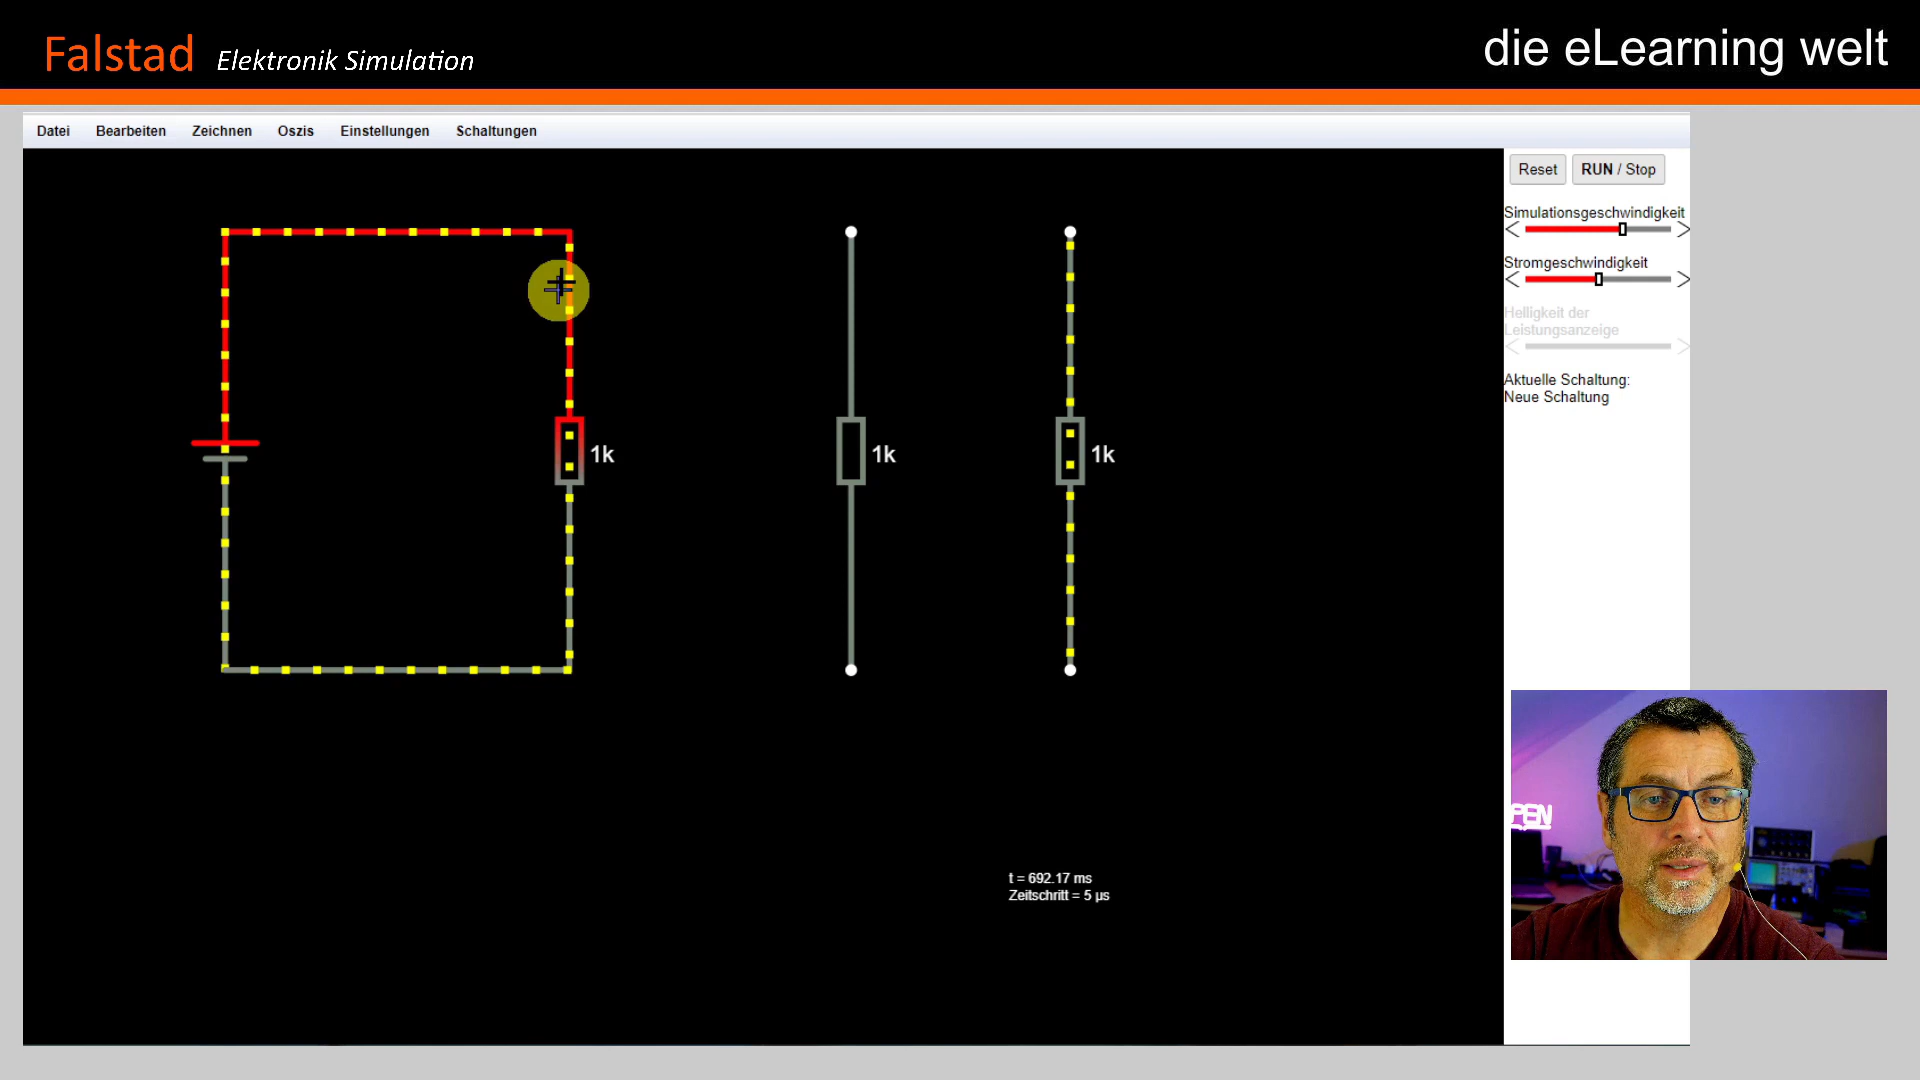 Falstad Elektronik Simulation
die eLearning welt
Datei Bearbeiten Zeichnen Oszis Einstellungen Schaltungen
Reset RUN / Stop
Simulationsgeschwindigkeit
Stromgeschwindigkeit
Helligkeit der
Leistungsanzeige
Aktuelle Schaltung:
Neue Schaltung
1k
1k
1k
t = 692.17 ms
Zeitschritt = 5 µs
PEN